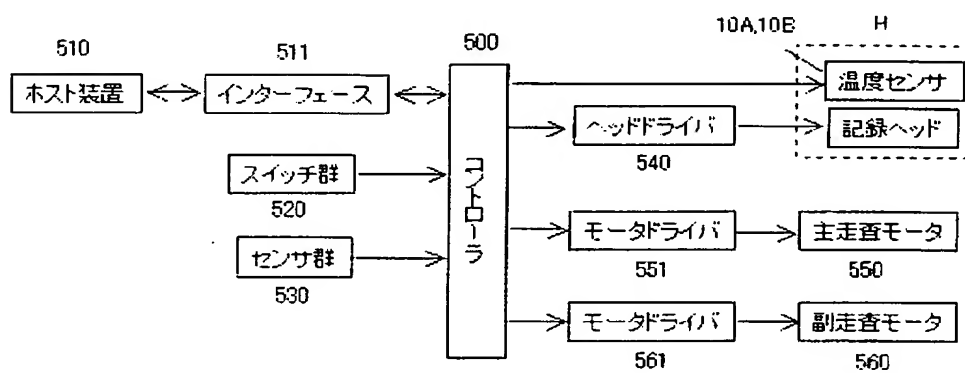 10A,10B
H
510
511
500
ホスト装置
インターフェース
温度センサ
ヘッドドライバ
記録ヘッド
540
スイッチ群
520
コントローラ
モータドライバ
主走査モータ
センサ群
551
550
530
モータドライバ
副走査モータ
561
560